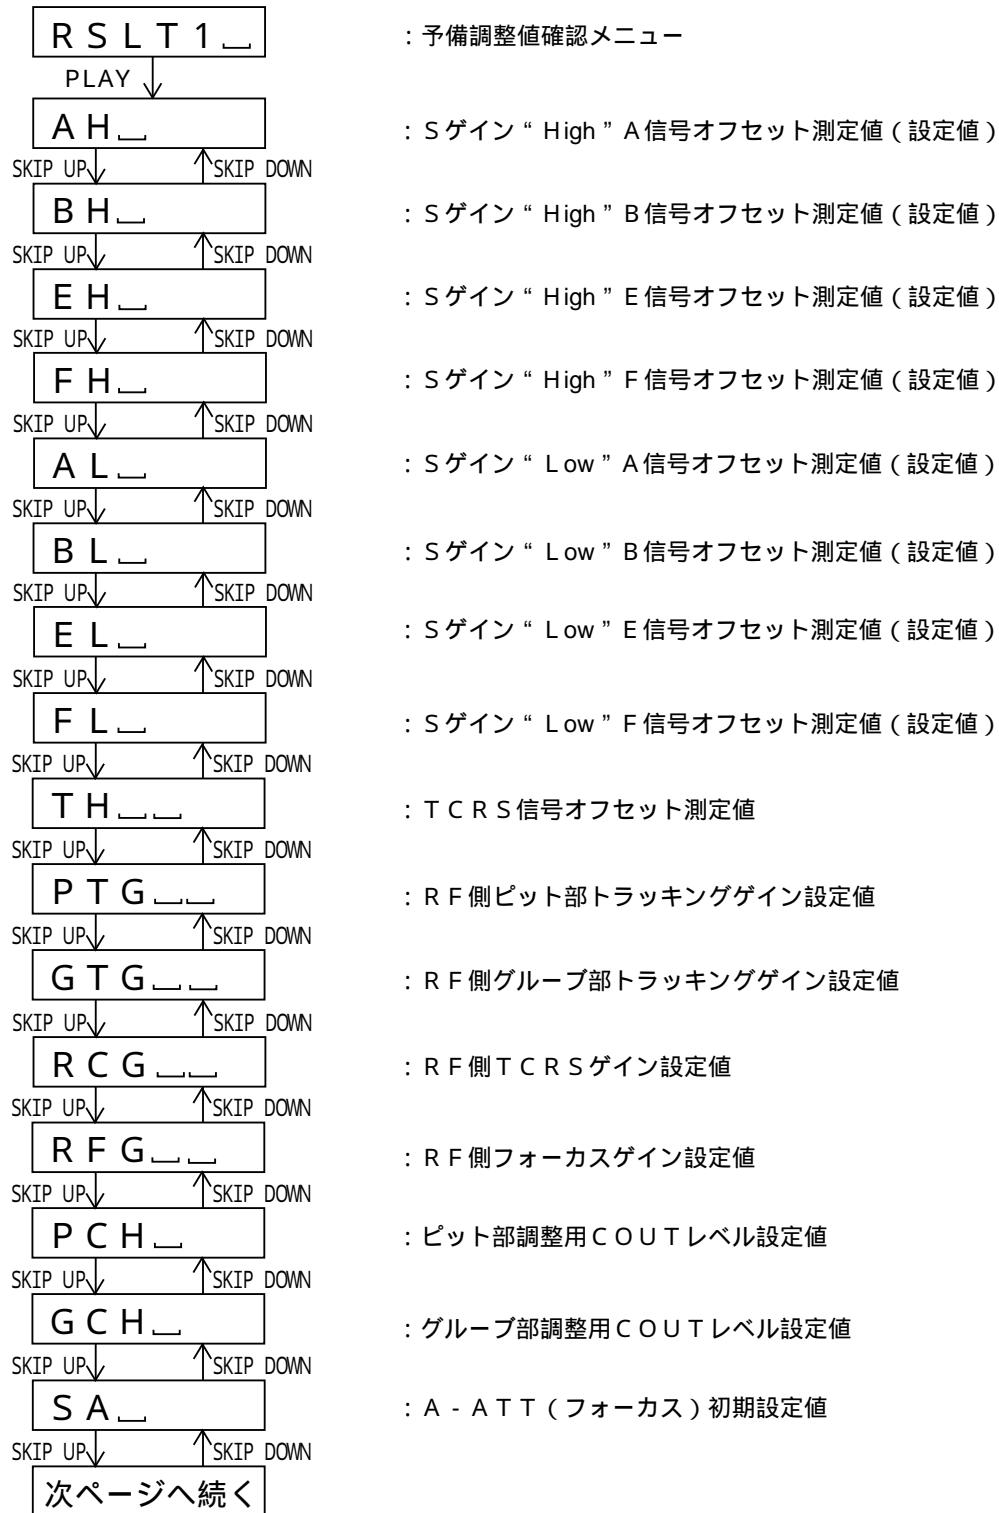 RSLT1⎵ ：予備調整値確認メニュー
PLAY
AH⎵ ：Sゲイン“High”A信号オフセット測定値（設定値）
SKIP UP SKIP DOWN
BH⎵ ：Sゲイン“High”B信号オフセット測定値（設定値）
SKIP UP SKIP DOWN
EH⎵ ：Sゲイン“High”E信号オフセット測定値（設定値）
SKIP UP SKIP DOWN
FH⎵ ：Sゲイン“High”F信号オフセット測定値（設定値）
SKIP UP SKIP DOWN
AL⎵ ：Sゲイン“Low”A信号オフセット測定値（設定値）
SKIP UP SKIP DOWN
BL⎵ ：Sゲイン“Low”B信号オフセット測定値（設定値）
SKIP UP SKIP DOWN
EL⎵ ：Sゲイン“Low”E信号オフセット測定値（設定値）
SKIP UP SKIP DOWN
FL⎵ ：Sゲイン“Low”F信号オフセット測定値（設定値）
SKIP UP SKIP DOWN
TH⎵⎵ ：TCRS信号オフセット測定値
SKIP UP SKIP DOWN
PTG⎵⎵ ：RF側ピット部トラッキングゲイン設定値
SKIP UP SKIP DOWN
GTG⎵⎵ ：RF側グルーブ部トラッキングゲイン設定値
SKIP UP SKIP DOWN
RCG⎵⎵ ：RF側TCRSゲイン設定値
SKIP UP SKIP DOWN
RFG⎵⎵ ：RF側フォーカスゲイン設定値
SKIP UP SKIP DOWN
PCH⎵ ：ピット部調整用COUTレベル設定値
SKIP UP SKIP DOWN
GCH⎵ ：グルーブ部調整用COUTレベル設定値
SKIP UP SKIP DOWN
SA⎵ ：A-ATT（フォーカス）初期設定値
SKIP UP SKIP DOWN
次ページへ続く